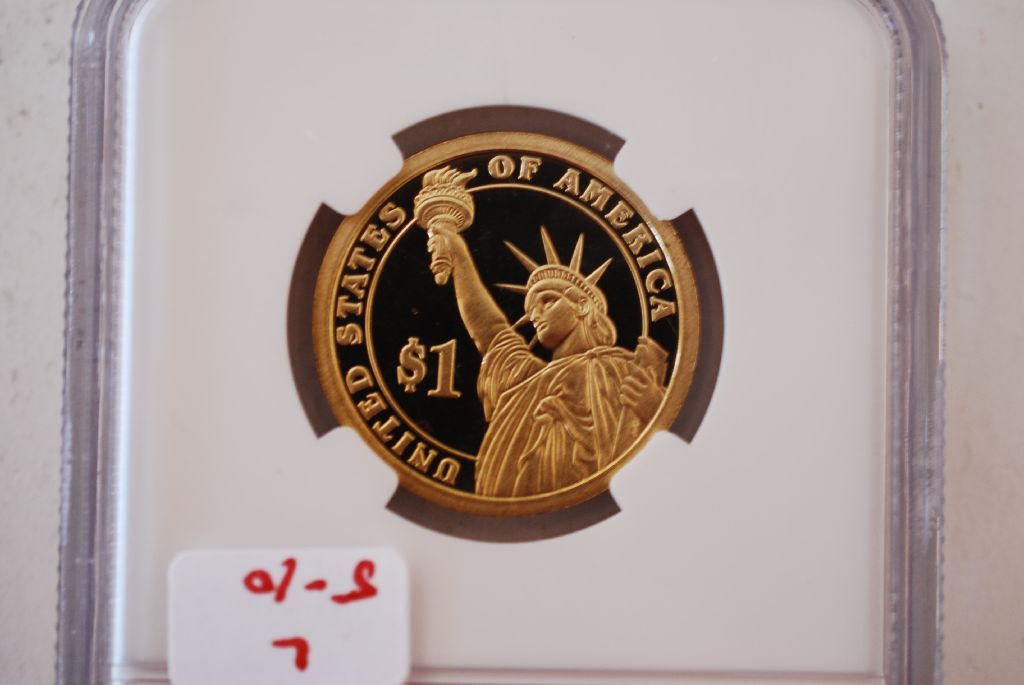 UNITED STATES OF AMERICA
$1